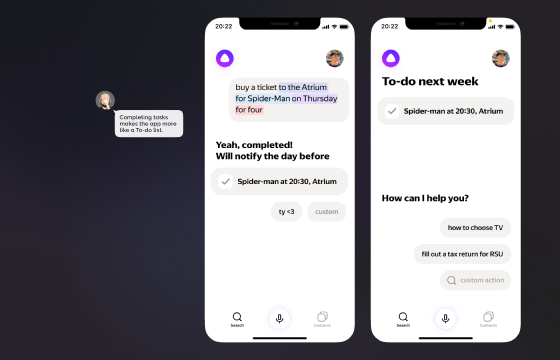 Completing tasks
makes the app more
like a To-do list.
20:22
buy a ticket to the Atrium
for Spider-Man on Thursday
for four
Yeah, completed!
Will notify the day before
Spider-man at 20:30, Atrium
ty <3
custom
Search
20:22
To-do next week
Spider-man at 20:30, Atrium
How can I help you?
how to choose TV
fill out a tax return for RSU
custom action
Search